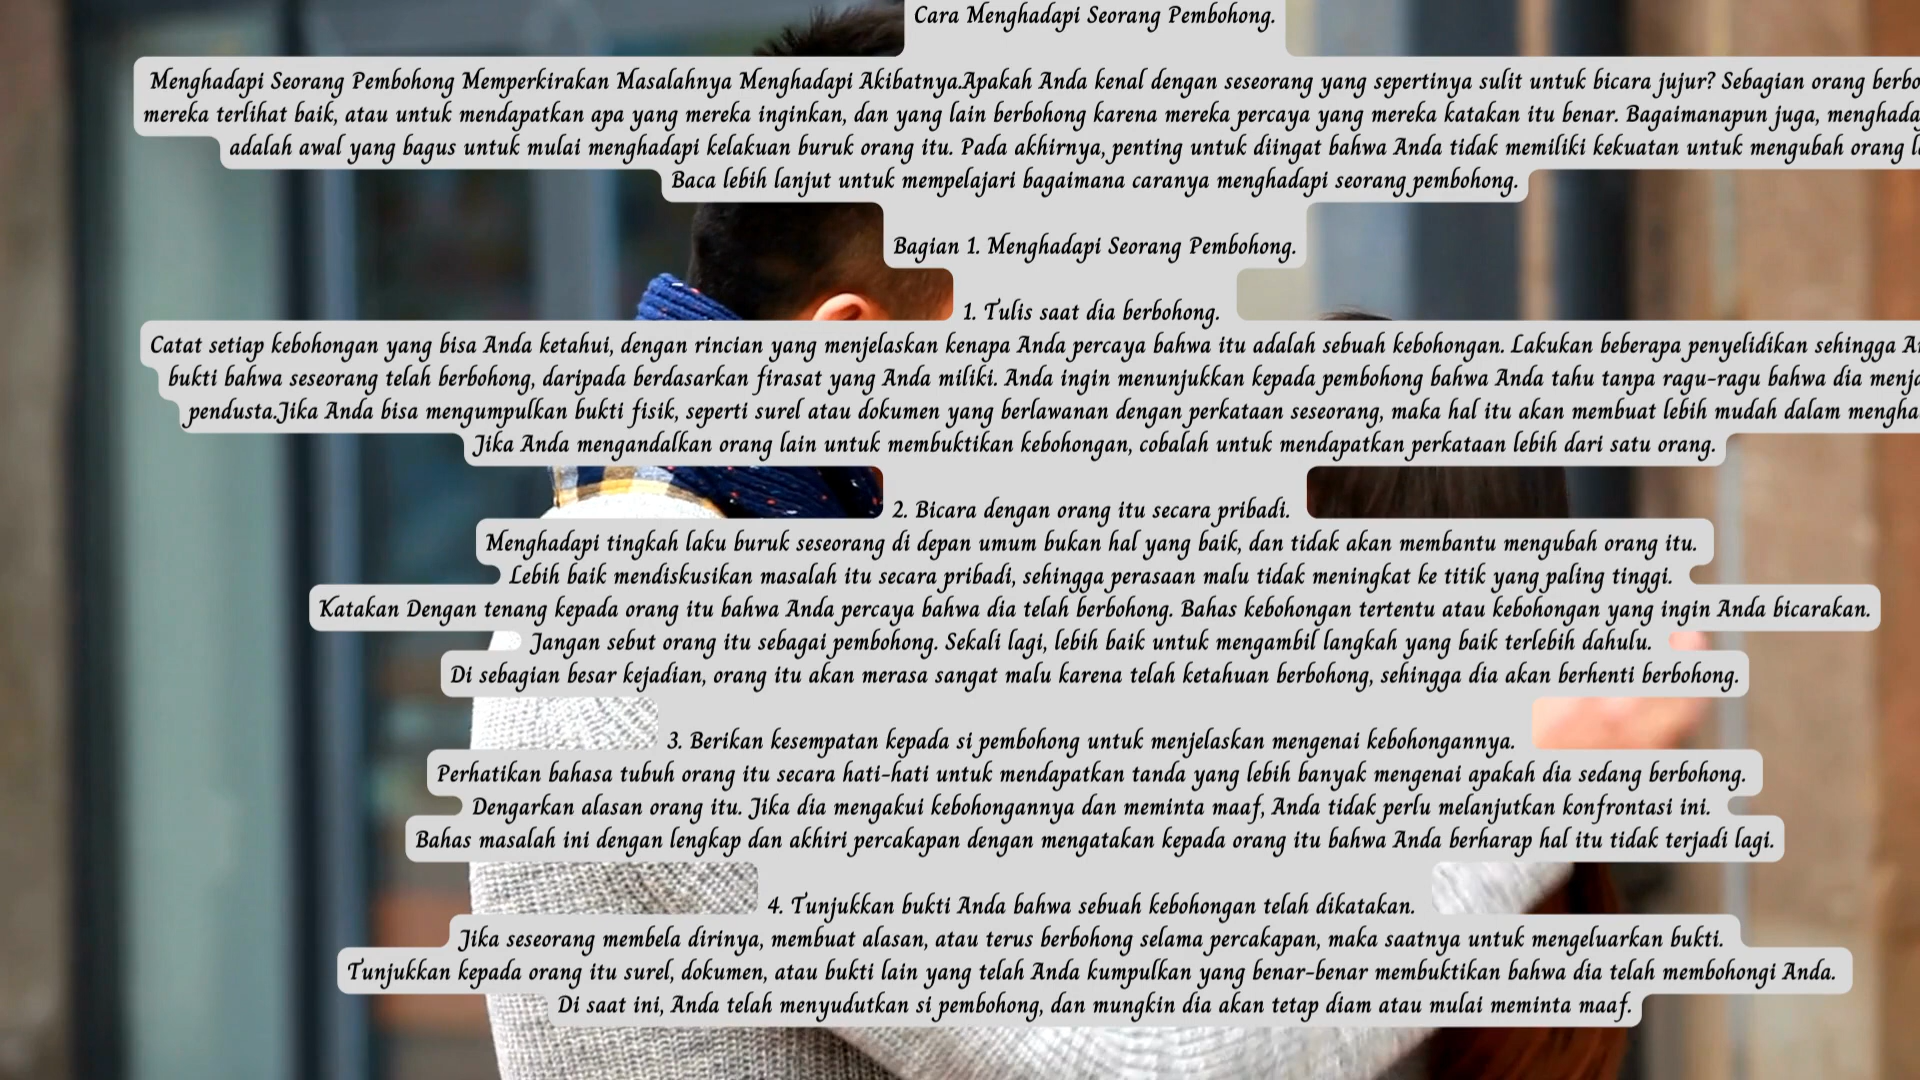 Cara Menghadapi Seorang Pembohong.
Menghadapi Seorang Pembohong Memperkirakan Masalahnya Menghadapi Akibatnya.Apakah Anda kenal dengan seseorang yang sepertinya sulit untuk bicara jujur? Sebagian orang
mereka terlihat baik, atau untuk mendapatkan apa yang mereka inginkan, dan yang lain berbohong karena mereka percaya yang mereka katakan itu benar. Bagaimanapun juga,
adalah awal yang bagus untuk mulai menghadapi kelakuan buruk orang itu. Pada akhirnya, penting untuk diingat bahwa Anda tidak memiliki kekuatan untuk mengubah orang
Baca lebih lanjut untuk mempelajari bagaimana caranya menghadapi seorang pembohong.
Bagian 1. Menghadapi Seorang Pembohong.
1. Tulis saat dia berbohong.
Catat setiap kebohongan yang bisa Anda ketahui, dengan rincian yang menjelaskan kenapa Anda percaya bahwa itu adalah sebuah kebohongan. Lakukan beberapa penyelidikan sehingga
bukti bahwa seseorang telah berbohong, daripada berdasarkan firasat yang Anda miliki. Anda ingin menunjukkan kepada pembohong bahwa Anda tahu tanpa ragu-ragu bahwa dia
pendusta.Jika Anda bisa mengumpulkan bukti fisik, seperti surel atau dokumen yang berlawanan dengan perkataan seseorang, maka hal itu akan membuat lebih mudah dalam
Jika Anda mengandalkan orang lain untuk membuktikan kebohongan, cobalah untuk mendapatkan perkataan lebih dari satu orang.
2. Bicara dengan orang itu secara pribadi.
Menghadapi tingkah laku buruk seseorang di depan umum bukan hal yang baik, dan tidak akan membantu mengubah orang itu.
Lebih baik mendiskusikan masalah itu secara pribadi, sehingga perasaan malu tidak meningkat ke titik yang paling tinggi.
Katakan Dengan tenang kepada orang itu bahwa Anda percaya bahwa dia telah berbohong. Bahas kebohongan tertentu atau kebohongan yang ingin Anda bicarakan.
Jangan sebut orang itu sebagai pembohong. Sekali lagi, lebih baik untuk mengambil langkah yang baik terlebih dahulu.
Di sebagian besar kejadian, orang itu akan merasa sangat malu karena telah ketahuan berbohong, sehingga dia akan berhenti berbohong.
3. Berikan kesempatan kepada si pembohong untuk menjelaskan mengenai kebohongannya.
Perhatikan bahasa tubuh orang itu secara hati-hati untuk mendapatkan tanda yang lebih banyak mengenai apakah dia sedang berbohong.
Dengarkan alasan orang itu. Jika dia mengakui kebohongannya dan meminta maaf, Anda tidak perlu melanjutkan konfrontasi ini.
Bahas masalah ini dengan lengkap dan akhiri percakapan dengan mengatakan kepada orang itu bahwa Anda berharap hal itu tidak terjadi lagi.
4. Tunjukkan bukti Anda bahwa sebuah kebohongan telah dikatakan.
Jika seseorang membela dirinya, membuat alasan, atau terus berbohong selama percakapan, maka saatnya untuk mengeluarkan bukti.
Tunjukkan kepada orang itu surel, dokumen, atau bukti lain yang telah Anda kumpulkan yang benar-benar membuktikan bahwa dia telah membohongi Anda.
Di saat ini, Anda telah menyudutkan si pembohong, dan mungkin dia akan tetap diam atau mulai meminta maaf.